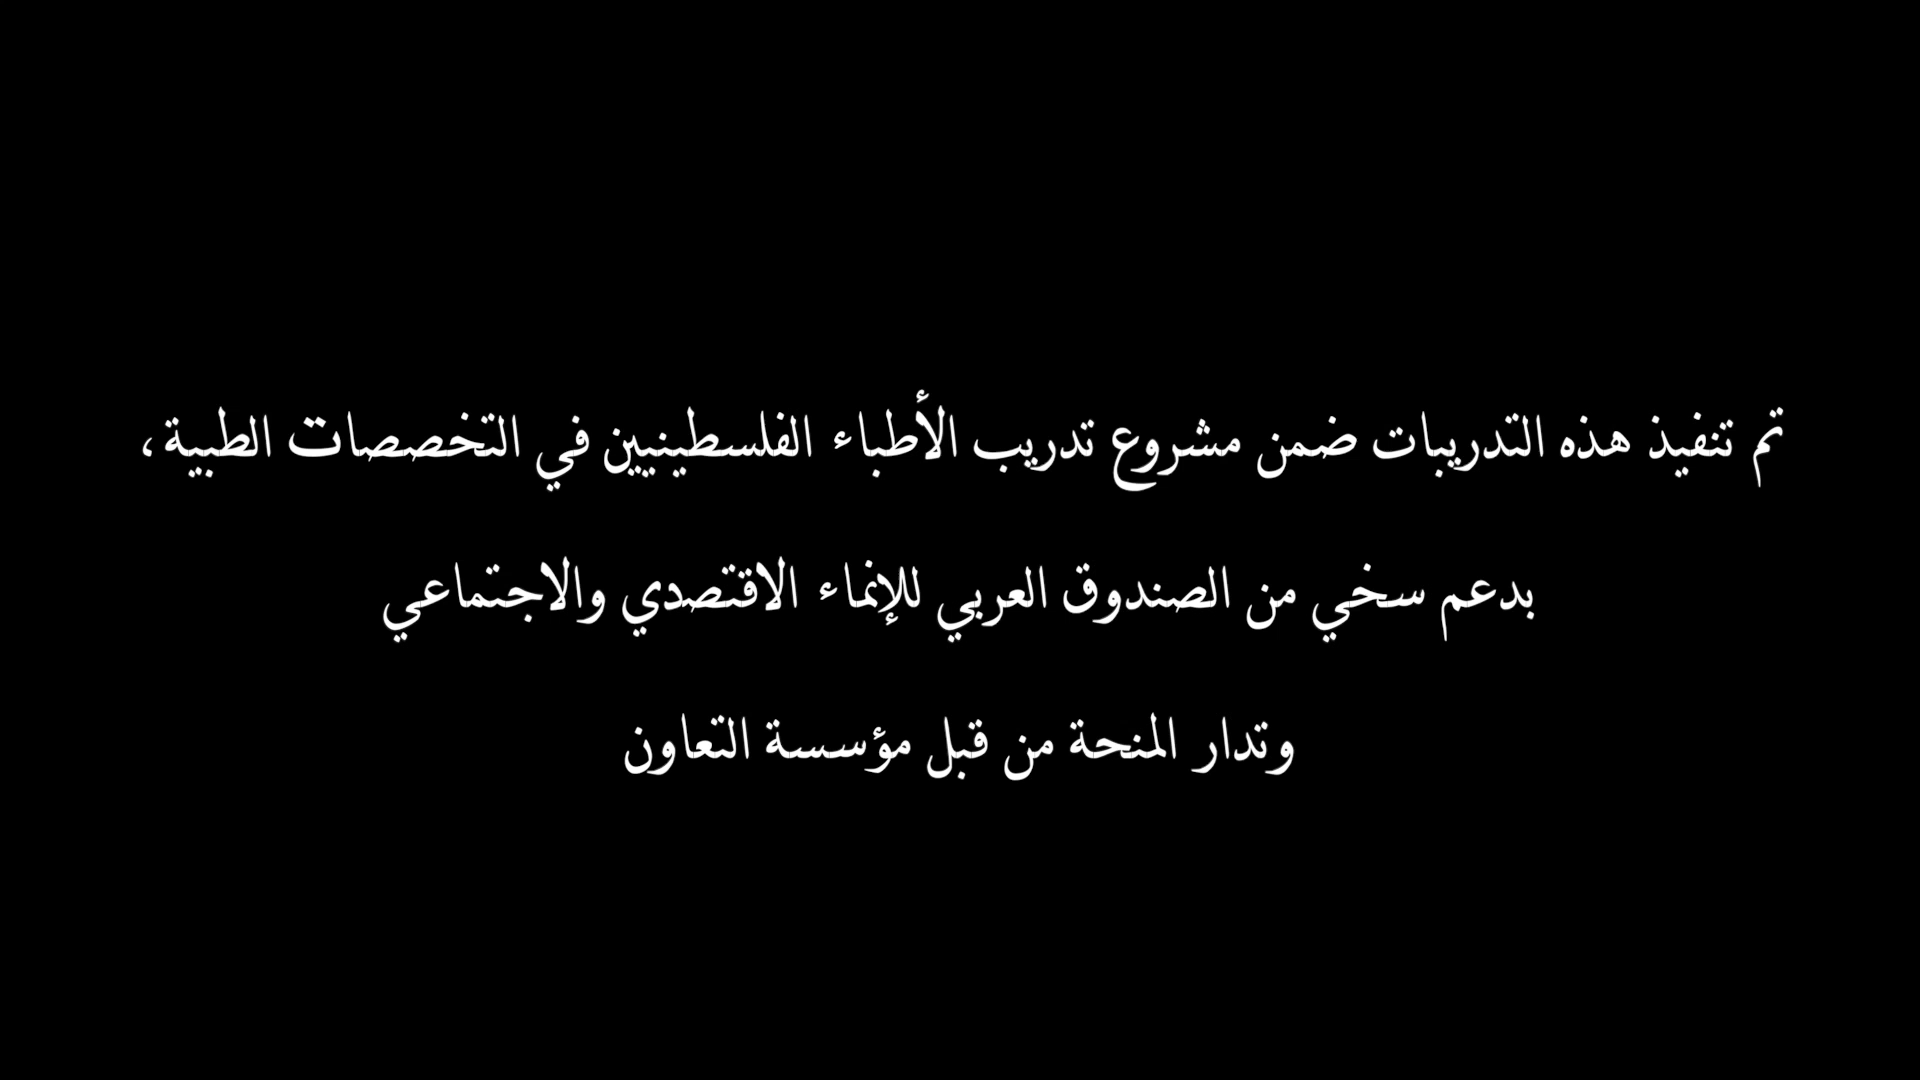 تم تنفيذ هذه التدريبات ضمن مشروع تدريب الأطباء الفلسطينيين في التخصصات الطبية،
بدعم سخي من الصندوق العربي للإنماء الاقتصدي والاجتماعي
وتدار المنحة من قبل مؤسسة التعاون